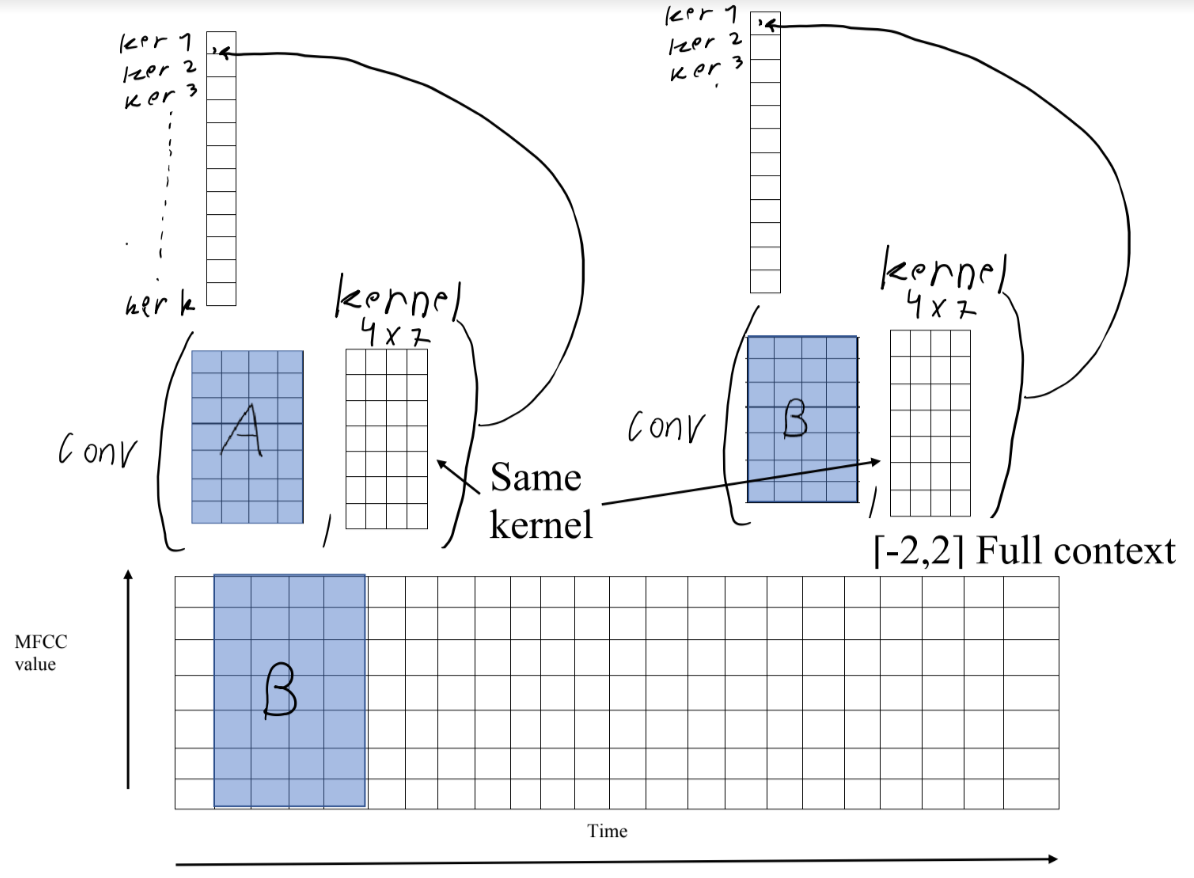 ker 1
ker 2
ker 3
ker k
ker 1
ker 2
ker 3
kernel
4 x 7
kernel
4 x 7
Conv
A
,
Conv
B
,
Same
kernel
[-2,2] Full context
MFCC
value
B
Time